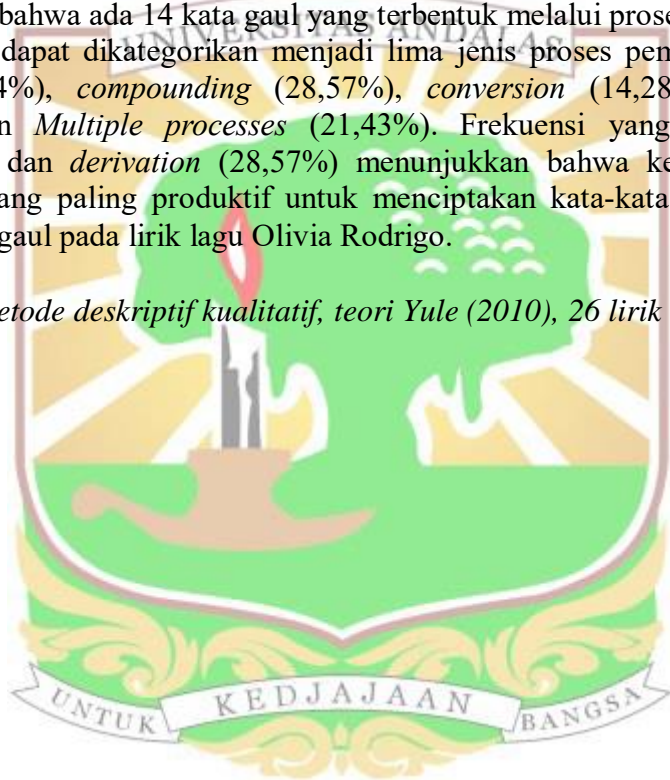 bahwa ada 14 kata gaul yang terbentuk melalui prose
UNIVERSITAS ANDALAS
dapat dikategorikan menjadi lima jenis proses pen
4%), compounding (28,57%), conversion (14,28
n Multiple processes (21,43%). Frekuensi yang
dan derivation (28,57%) menunjukkan bahwa ke
ang paling produktif untuk menciptakan kata-kata
gaul pada lirik lagu Olivia Rodrigo.
etode deskriptif kualitatif, teori Yule (2010), 26 lirik
UNTUK KEDJAJAAN BANGSA